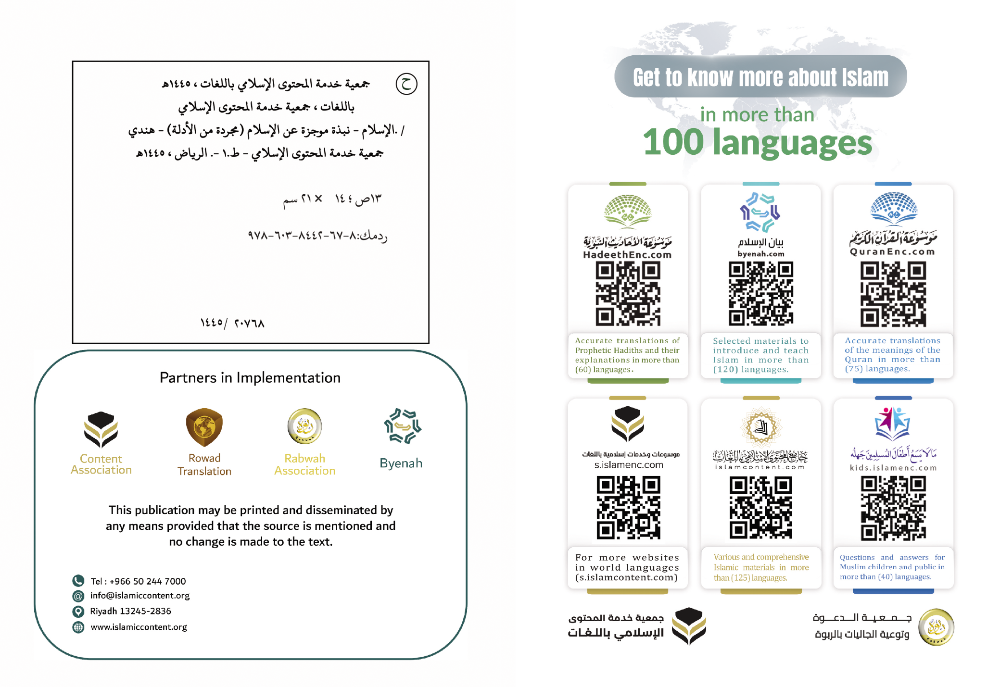 ح
جمعية خدمة المحتوى الإسلامي باللغات ، ١٤٤٥هـ
باللغات ، جمعية خدمة المحتوى الإسلامي
الإسلام - نبذة موجزة عن الإسلام (مجردة من الأدلة) - هندي. /
جمعية خدمة المحتوى الإسلامي - ط.١ -. الرياض ، ١٤٤٥هـ
١٣ص ؛ ١٤ × ٢١ سم
ردمك:٨-٦٧-٨٤٤٢-٦٠٣-٩٧٨
١٤٤٥/ ٢٠٧٦٨
Partners in Implementation
Content
Association
Rowad
Translation
Rabwah
Rabwah
Association
Byenah
This publication may be printed and disseminated by
any means provided that the source is mentioned and
no change is made to the text.
Tel : +966 50 244 7000
info@islamiccontent.org
Riyadh 13245-2836
www.islamiccontent.org
Get to know more about Islam
in more than
100 languages
موسوعة الأحاديث النبوية
HadeethEnc.com
Accurate translations of
Prophetic Hadiths and their
explanations in more than
(60) languages.
بيان الإسلام
byenah.com
Selected materials to
introduce and teach
Islam in more than
(120) languages.
موسوعة القرآن الكريم
QuranEnc.com
Accurate translations
of the meanings of the
Quran in more than
(75) languages.
موسوعات وخدمات إسلامية باللغات
s.islamenc.com
For more websites
in world languages
(s.islamcontent.com)
جامع المحتوى الإسلامي باللغات
islamcontent.com
Various and comprehensive
Islamic materials in more
than (125) languages.
مَا لَا يَسَعُ أَطفَالَ المُسلِمِينَ جَهلُه
kids.islamenc.com
Questions and answers for
Muslim children and public in
more than (40) languages.
جمعية خدمة المحتوى
الإسلامي باللغات
جمعية الدعوة
وتوعية الجاليات بالربوة
Rabwah